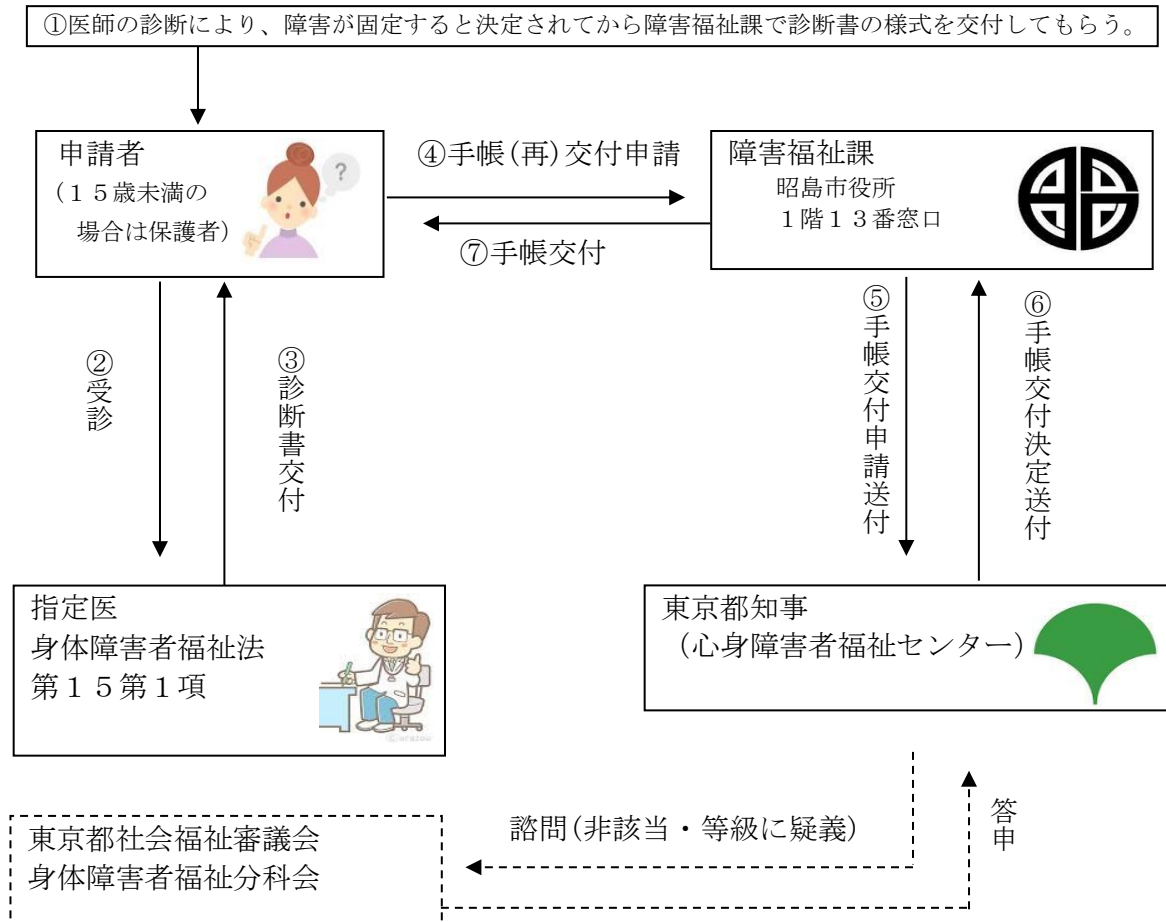 ①医師の診断により、障害が固定すると決定されてから障害福祉課で診断書の様式を交付してもらう。
申請者
(１５歳未満の
場合は保護者)
?
④手帳(再)交付申請
⑦手帳交付
障害福祉課
昭島市役所
１階１３番窓口
②受診
③診断書交付
⑤手帳交付申請送付
⑥手帳交付決定送付
指定医
身体障害者福祉法
第１５第１項
東京都知事
(心身障害者福祉センター)
諮問(非該当・等級に疑義)
答申
東京都社会福祉審議会
身体障害者福祉分科会